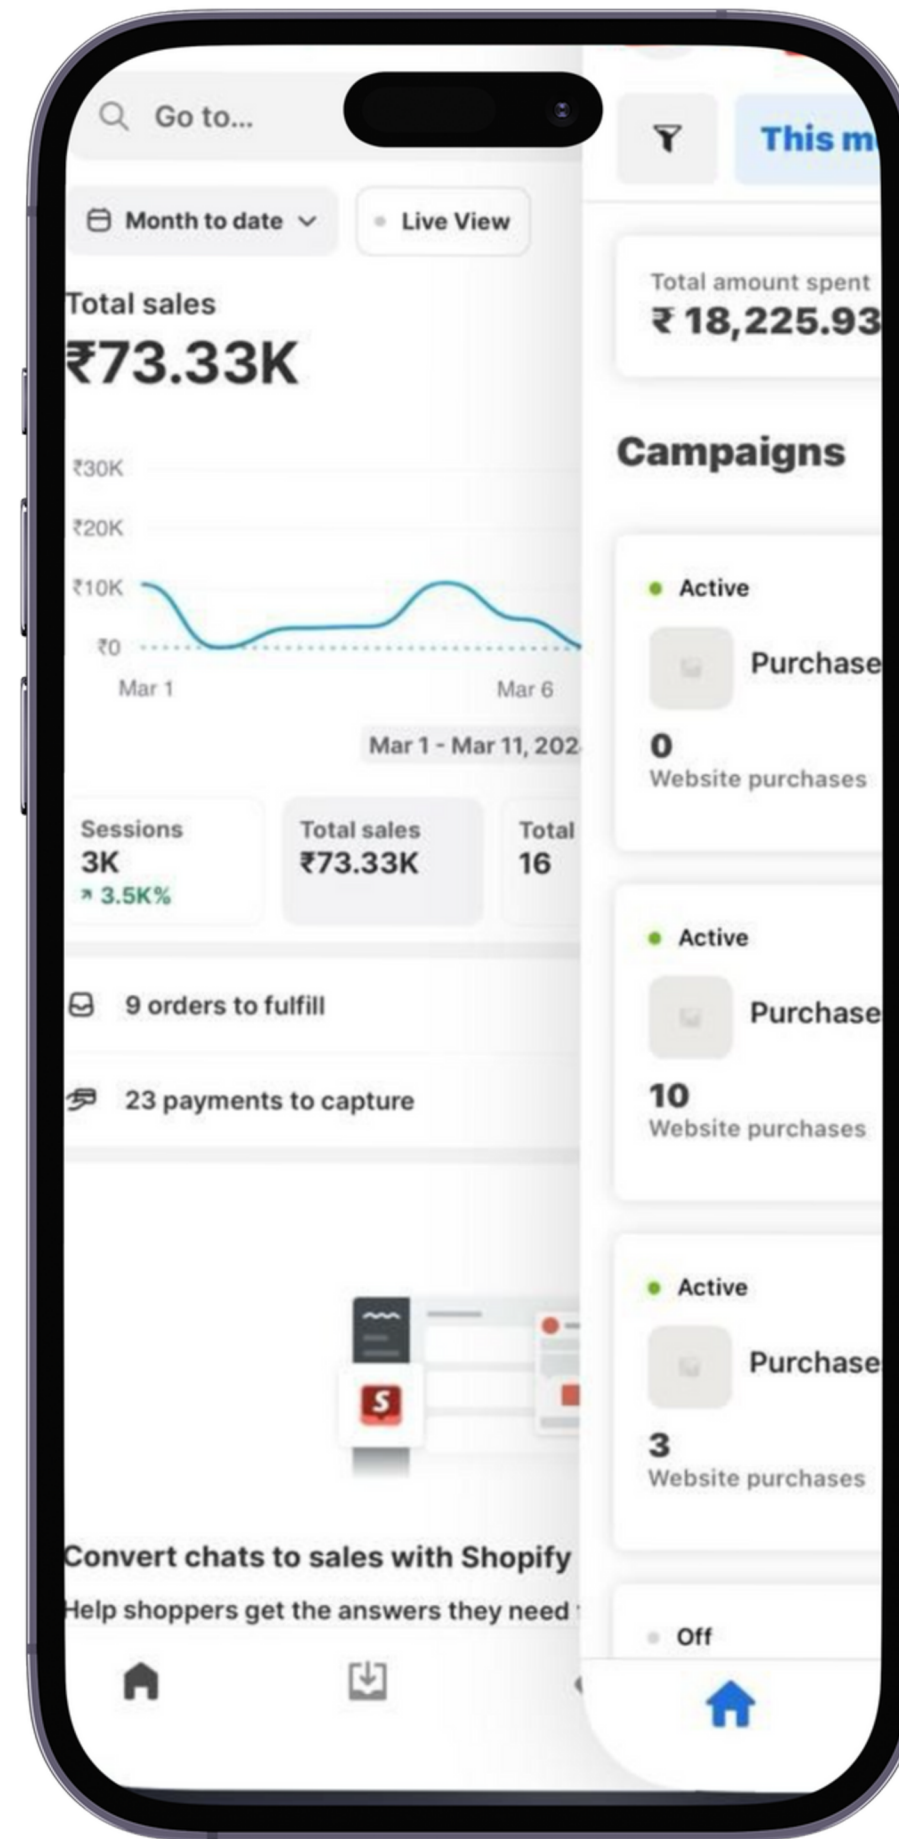 Go to...
Month to date
Live View
Total sales
₹73.33K
₹30K
₹20K
₹10K
₹0
Mar 1
Mar 6
Mar 1 - Mar 11, 202
Sessions
3K
3.5K%
Total sales
₹73.33K
Total
16
9 orders to fulfill
23 payments to capture
S
Convert chats to sales with Shopify
Help shoppers get the answers they need
This m
Total amount spent
₹ 18,225.93
Campaigns
Active
Purchase
0
Website purchases
Active
Purchase
10
Website purchases
Active
Purchase
3
Website purchases
Off